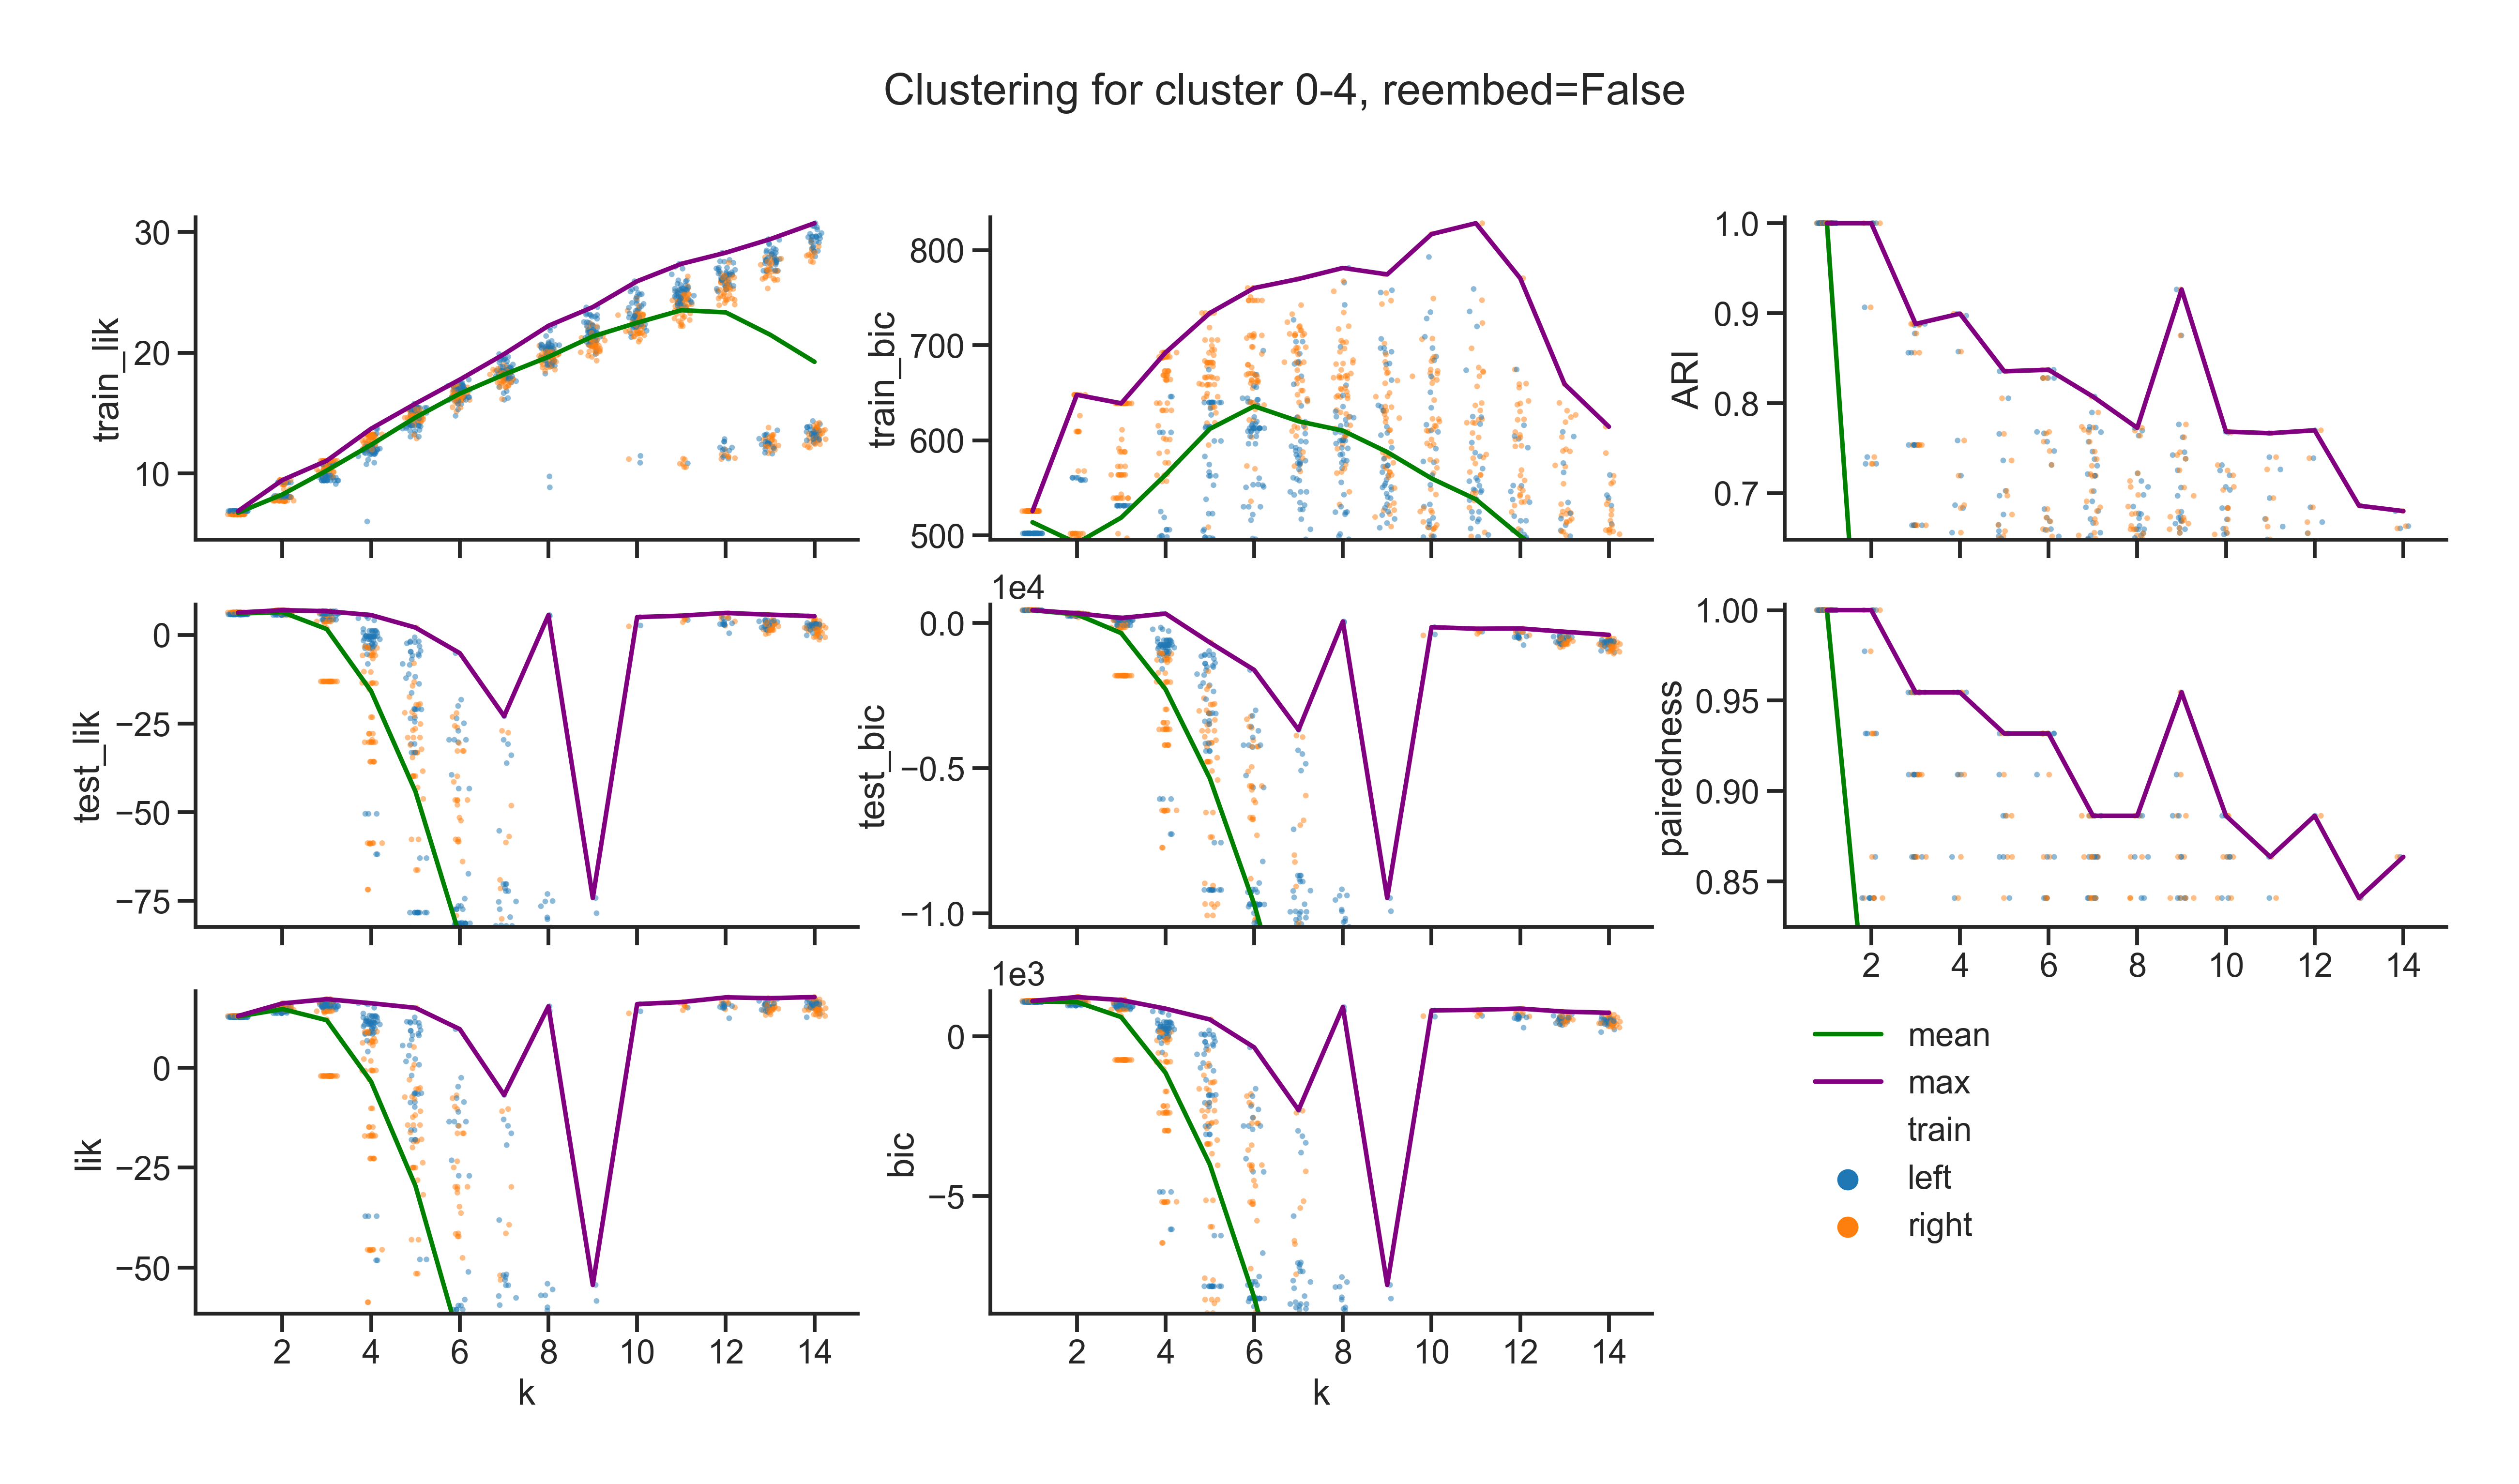 Clustering for cluster 0-4, reembed=False
train_lik
30
20
10
train_bic
800
700
600
500
ARI
1.0
0.9
0.8
0.7
test_lik
0
−25
−50
−75
1e4
test_bic
0.0
−0.5
−1.0
pairedness
1.00
0.95
0.90
0.85
2 4 6 8 10 12 14
lik
0
−25
−50
2 4 6 8 10 12 14
k
1e3
bic
0
−5
2 4 6 8 10 12 14
k
mean
max
train
left
right